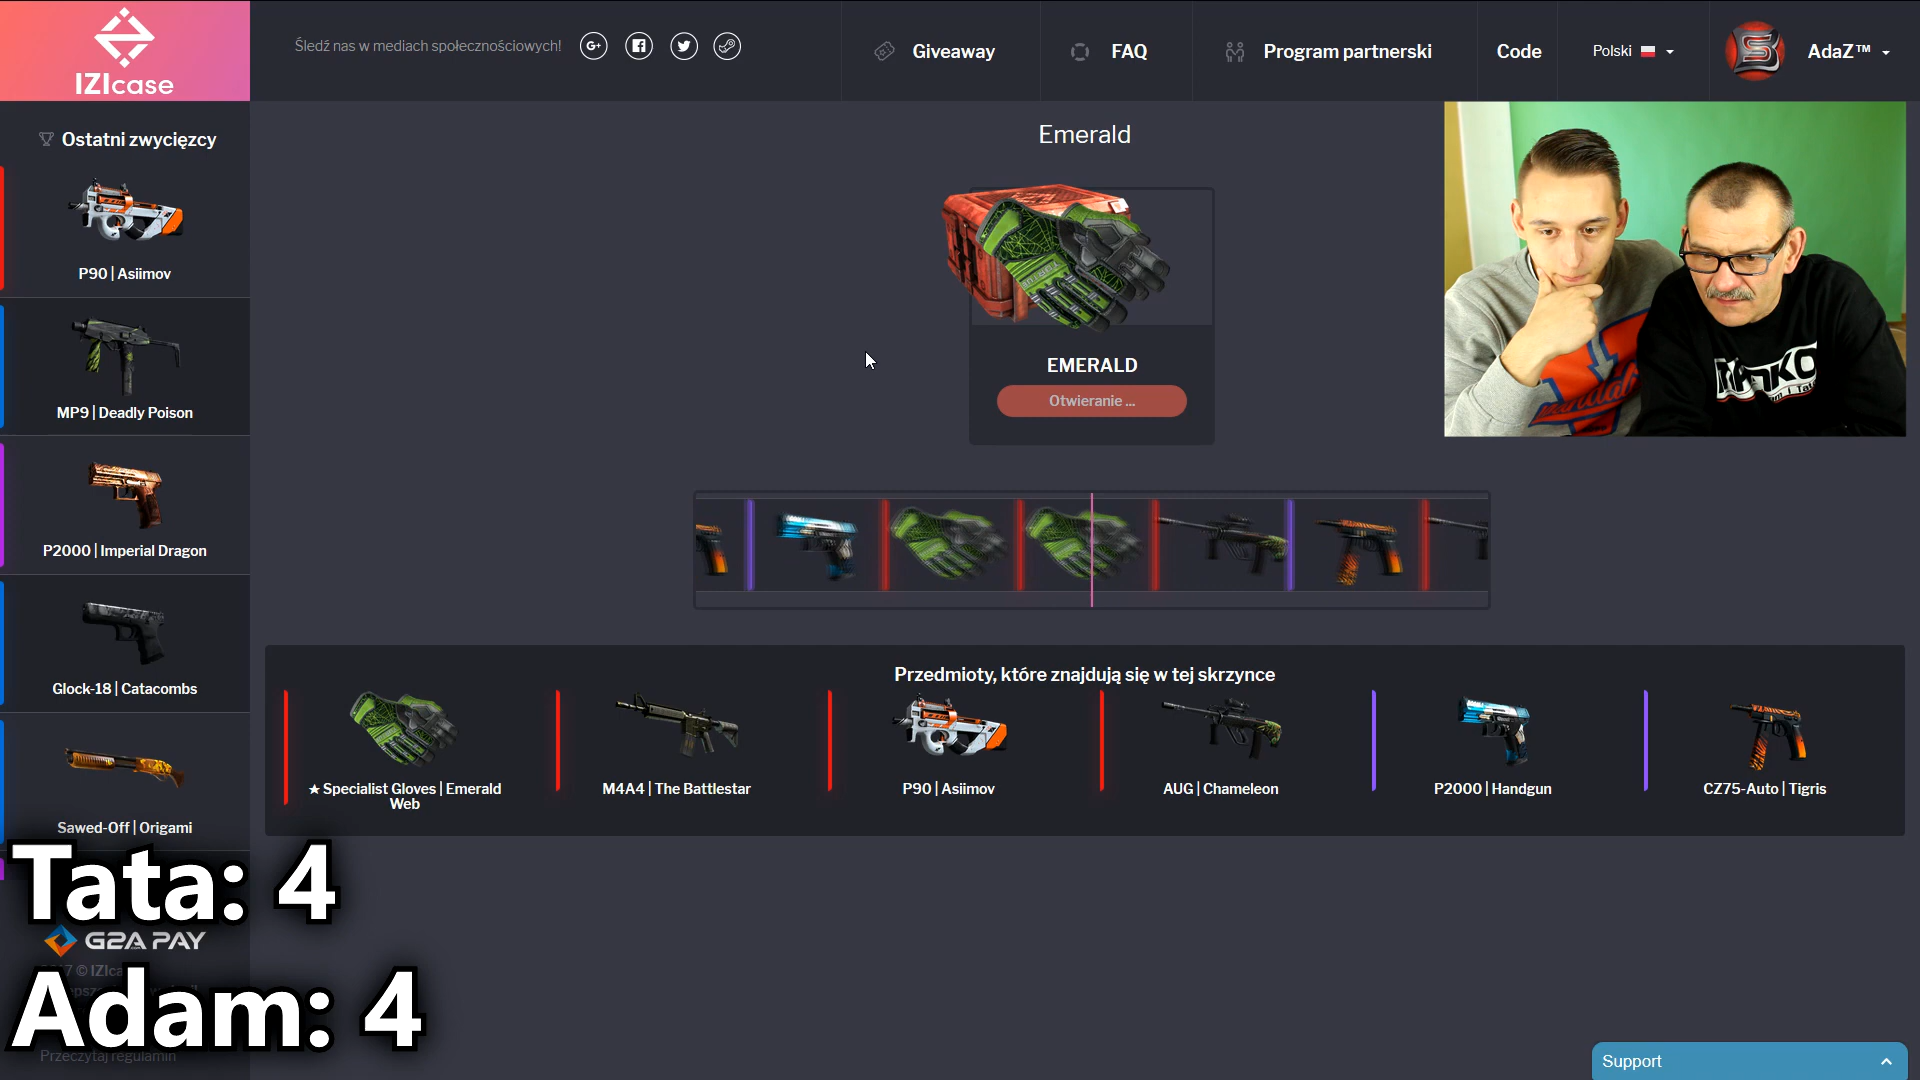 IZIcase
Śledź nas w mediach społecznościowych!
G+
Giveaway
FAQ
Program partnerski
Code
Polski
AdaZ™
Ostatni zwycięzcy
P90 | Asiimov
MP9 | Deadly Poison
P2000 | Imperial Dragon
Glock-18 | Catacombs
Sawed-Off | Origami
Emerald
EMERALD
Otwieranie ...
Przedmioty, które znajdują się w tej skrzynce
★ Specialist Gloves | Emerald
Web
M4A4 | The Battlestar
P90 | Asiimov
AUG | Chameleon
P2000 | Handgun
CZ75-Auto | Tigris
Tata: 4
G2A PAY
© IZIca
Adam: 4
Przeczytaj regulamin
Support